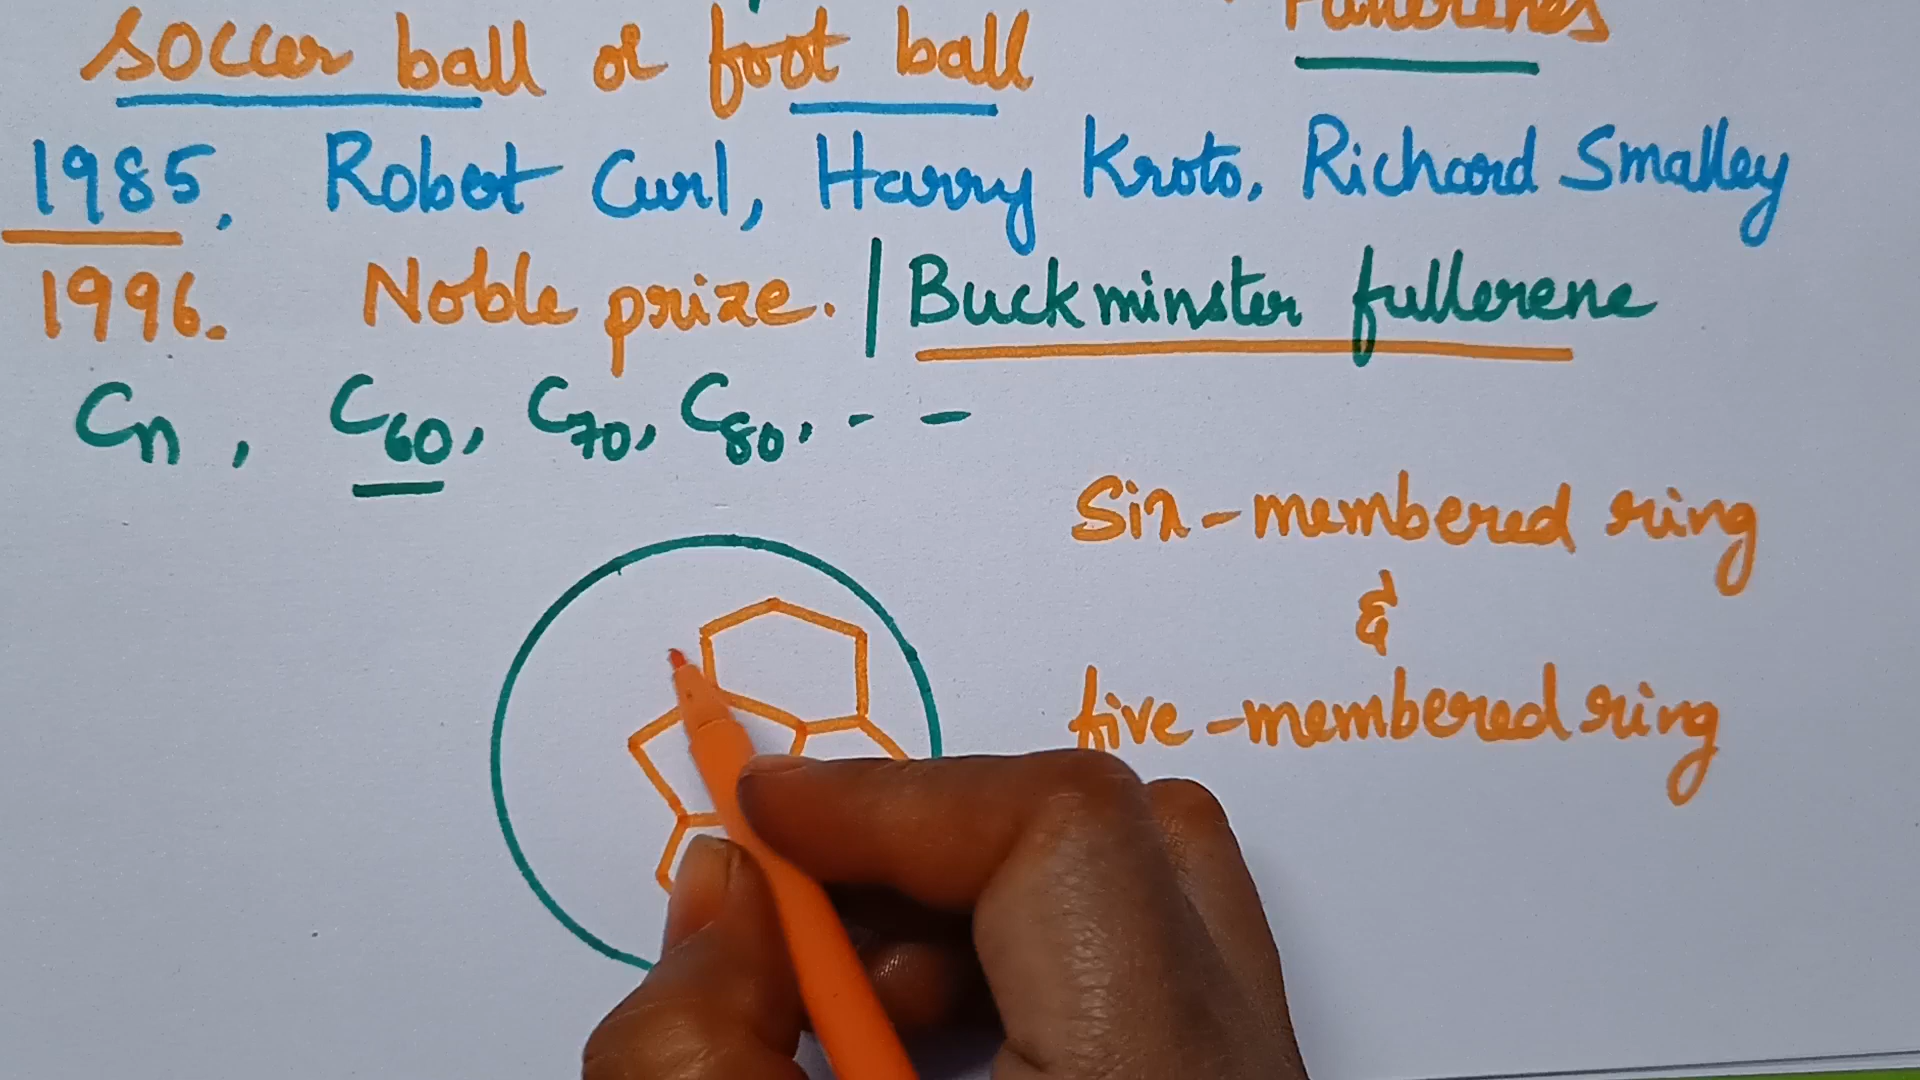 Fullerenes
soccer ball or foot ball
1985, Robert Curl, Harry Kroto, Richard Smalley
1996. Noble prize. | Buckminster fullerene
Cn, C60, C70, C80, - -
Six-membered ring
&
five-membered ring